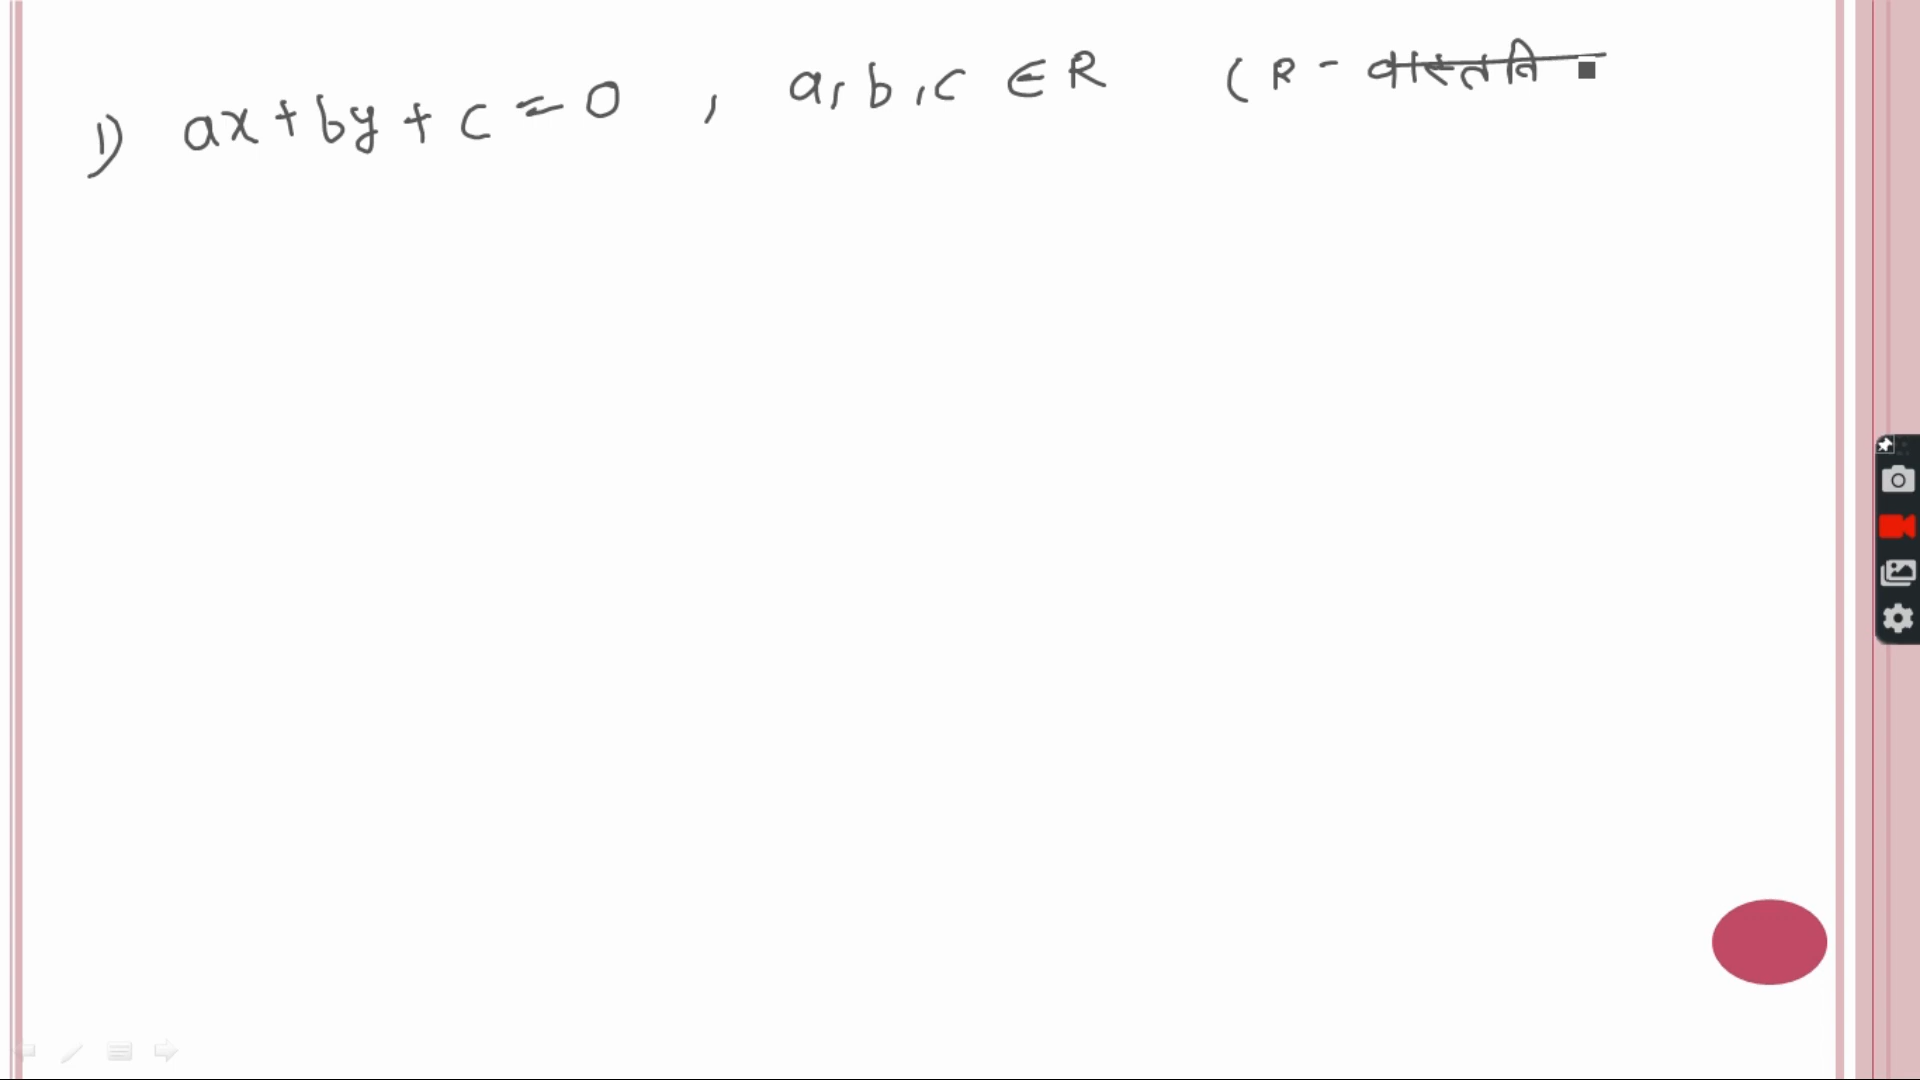 1) ax + by + c = 0 , a, b, c ∈ R ( R - वास्तवि